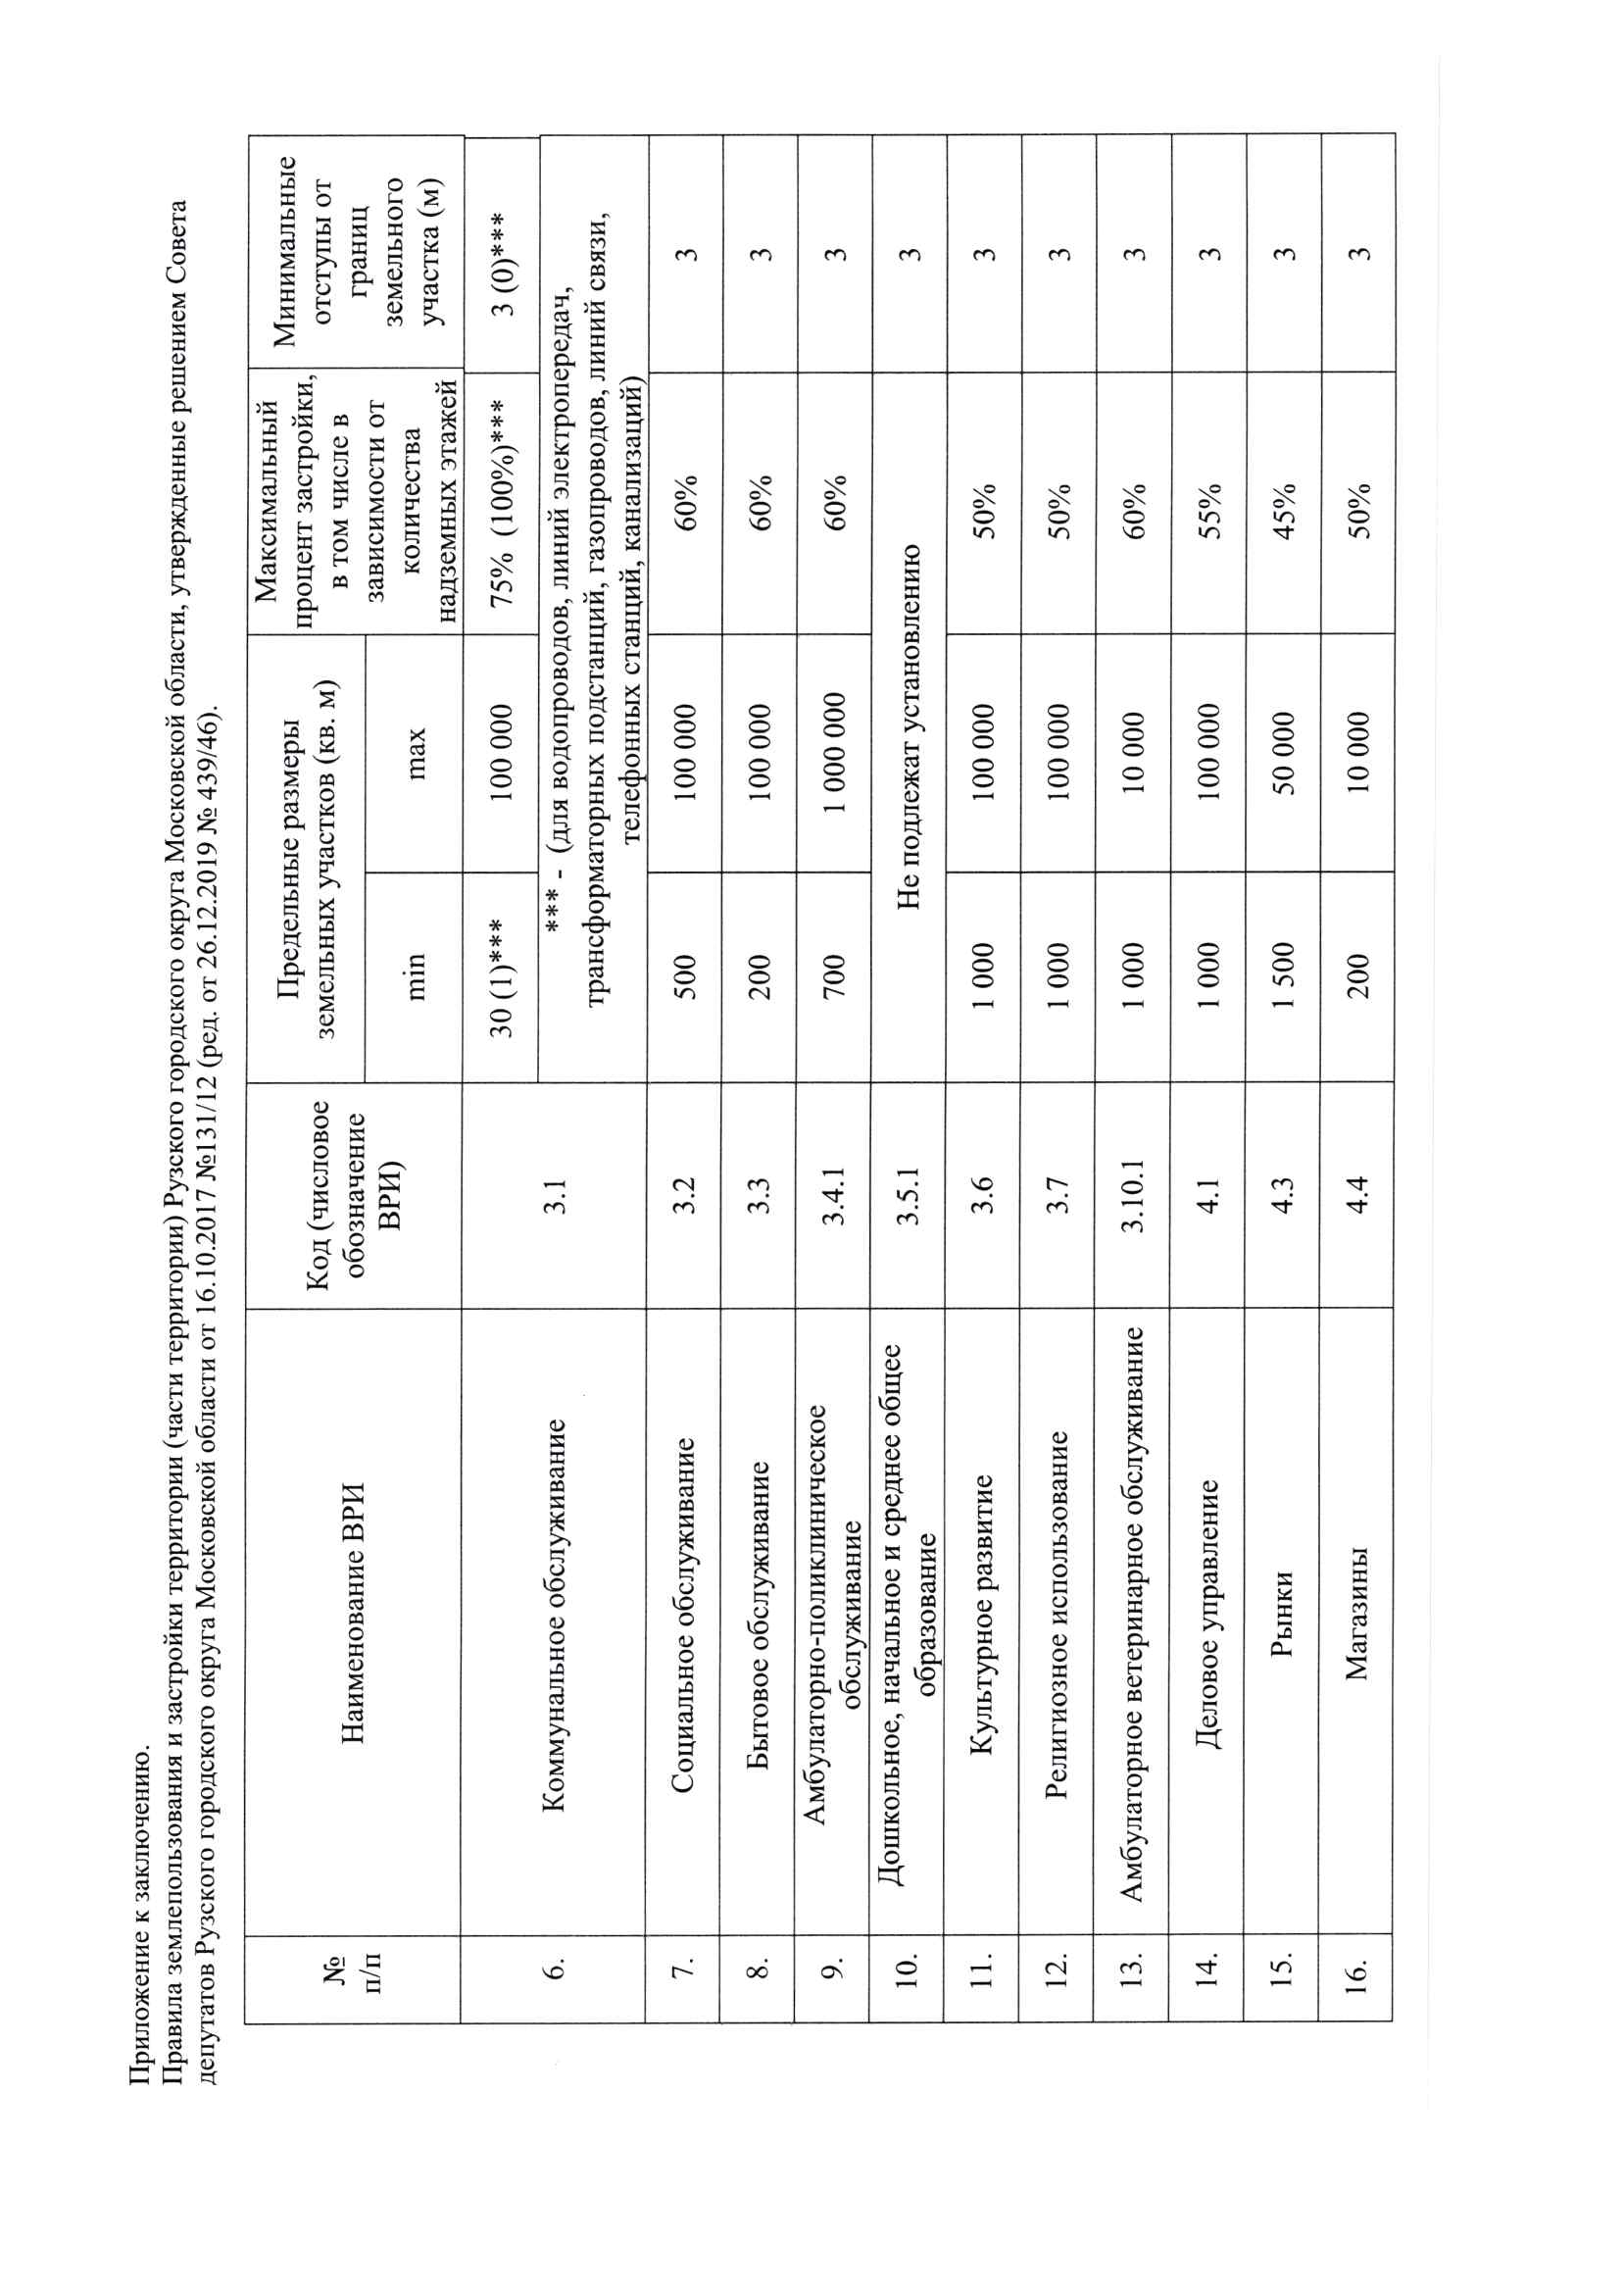 Приложение к заключению.
Правила землепользования и застройки территории (части территории) Рузского городского округа Московской области, утвержденные решением Совета
депутатов Рузского городского округа Московской области от 16.10.2017 №131/12 (ред. от 26.12.2019 № 439/46).
№
п/п
Наименование ВРИ
Код (числовое
обозначение
ВРИ)
Предельные размеры
земельных участков (кв. м)
min
max
Максимальный
процент застройки,
в том числе в
зависимости от
количества
надземных этажей
Минимальные
отступы от
границ
земельного
участка (м)
6. Коммунальное обслуживание 3.1 30 (1)*** 100 000 75% (100%)*** 3 (0)***
*** - (для водопроводов, линий электропередач,
трансформаторных подстанций, газопроводов, линий связи,
телефонных станций, канализаций)
7. Социальное обслуживание 3.2 500 100 000 60% 3
8. Бытовое обслуживание 3.3 200 100 000 60% 3
9. Амбулаторно-поликлиническое
обслуживание 3.4.1 700 1 000 000 60% 3
10. Дошкольное, начальное и среднее общее
образование 3.5.1 Не подлежат установлению 3
11. Культурное развитие 3.6 1 000 100 000 50% 3
12. Религиозное использование 3.7 1 000 100 000 50% 3
13. Амбулаторное ветеринарное обслуживание 3.10.1 1 000 10 000 60% 3
14. Деловое управление 4.1 1 000 100 000 55% 3
15. Рынки 4.3 1 500 50 000 45% 3
16. Магазины 4.4 200 10 000 50% 3